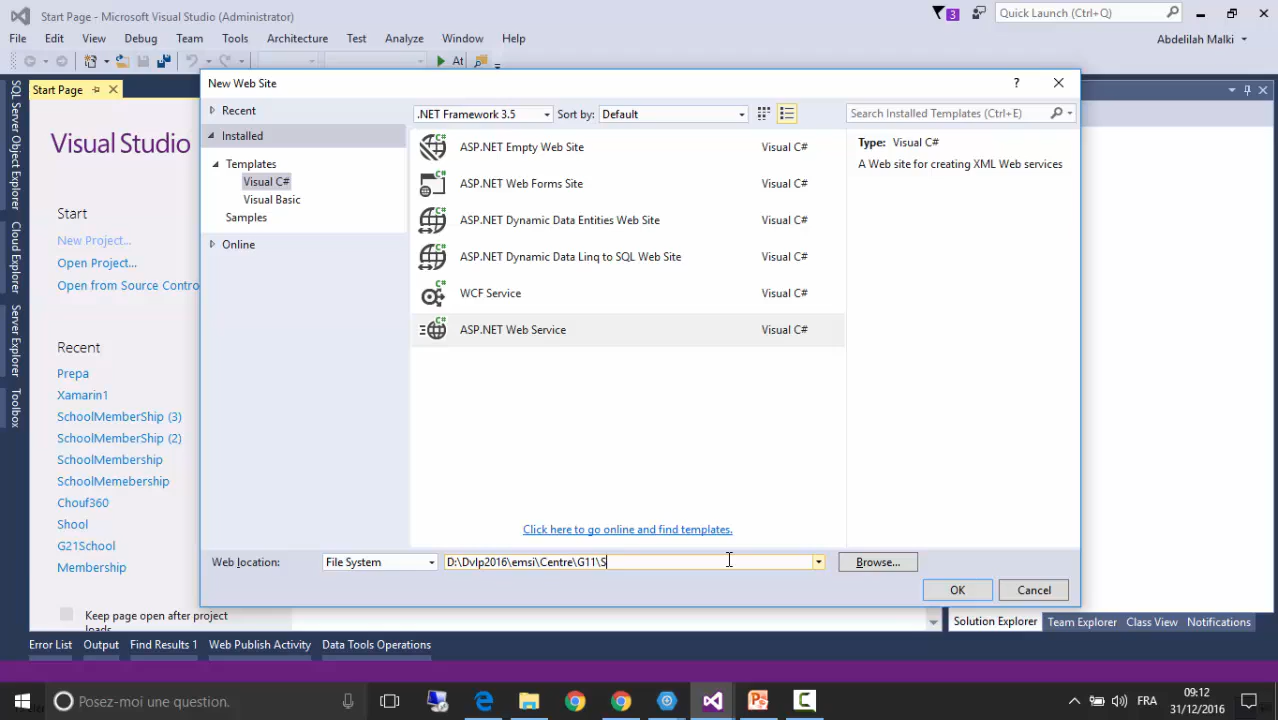 Start Page - Microsoft Visual Studio (Administrator)
3
Quick Launch (Ctrl+Q)
File Edit View Debug Team Tools Architecture Test Analyze Window Help
Abdelilah Malki
At
Start Page
SQL Server Object Explorer
Cloud Explorer
Server Explorer
Toolbox
Visual Studio
Start
New Project...
Open Project...
Open from Source Contro
Recent
Prepa
Xamarin1
SchoolMemberShip (3)
SchoolMemberShip (2)
SchoolMembership
SchoolMemebership
Chouf360
Shool
G21School
Membership
Keep page open after project
loads
New Web Site
?
Recent
Installed
Templates
Visual C#
Visual Basic
Samples
Online
.NET Framework 3.5
Sort by: Default
Search Installed Templates (Ctrl+E)
ASP.NET Empty Web Site Visual C#
ASP.NET Web Forms Site Visual C#
ASP.NET Dynamic Data Entities Web Site Visual C#
ASP.NET Dynamic Data Linq to SQL Web Site Visual C#
WCF Service Visual C#
ASP.NET Web Service Visual C#
Type: Visual C#
A Web site for creating XML Web services
Click here to go online and find templates.
Web location: File System D:\Dvlp2016\emsi\Centre\G11\S Browse...
OK Cancel
Solution Explorer Team Explorer Class View Notifications
Error List Output Find Results 1 Web Publish Activity Data Tools Operations
Posez-moi une question.
FRA
09:12
31/12/2016